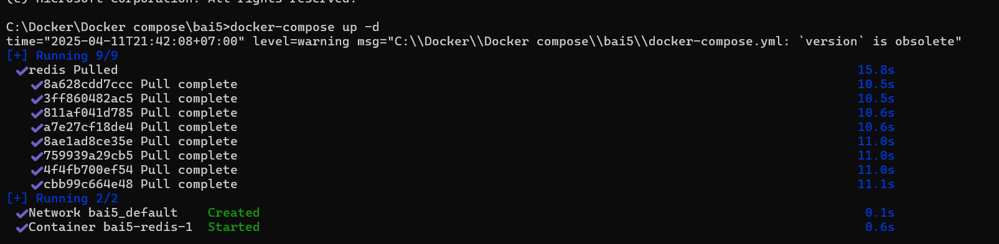 (c) Microsoft Corporation. All rights reserved.
C:\Docker\Docker compose\bai5>docker-compose up -d
time="2025-04-11T21:42:08+07:00" level=warning msg="C:\\Docker\\Docker compose\\bai5\\docker-compose.yml: `version` is obsolete"
[+] Running 9/9
✔redis Pulled 15.8s
✔8a628cdd7ccc Pull complete 10.5s
✔3ff860482ac5 Pull complete 10.5s
✔811af041d785 Pull complete 10.6s
✔a7e27cf18de4 Pull complete 10.6s
✔8ae1ad8ce35e Pull complete 11.0s
✔759939a29cb5 Pull complete 11.0s
✔4f4fb700ef54 Pull complete 11.0s
✔cbb99c664e48 Pull complete 11.1s
[+] Running 2/2
✔Network bai5_default Created 0.1s
✔Container bai5-redis-1 Started 0.6s